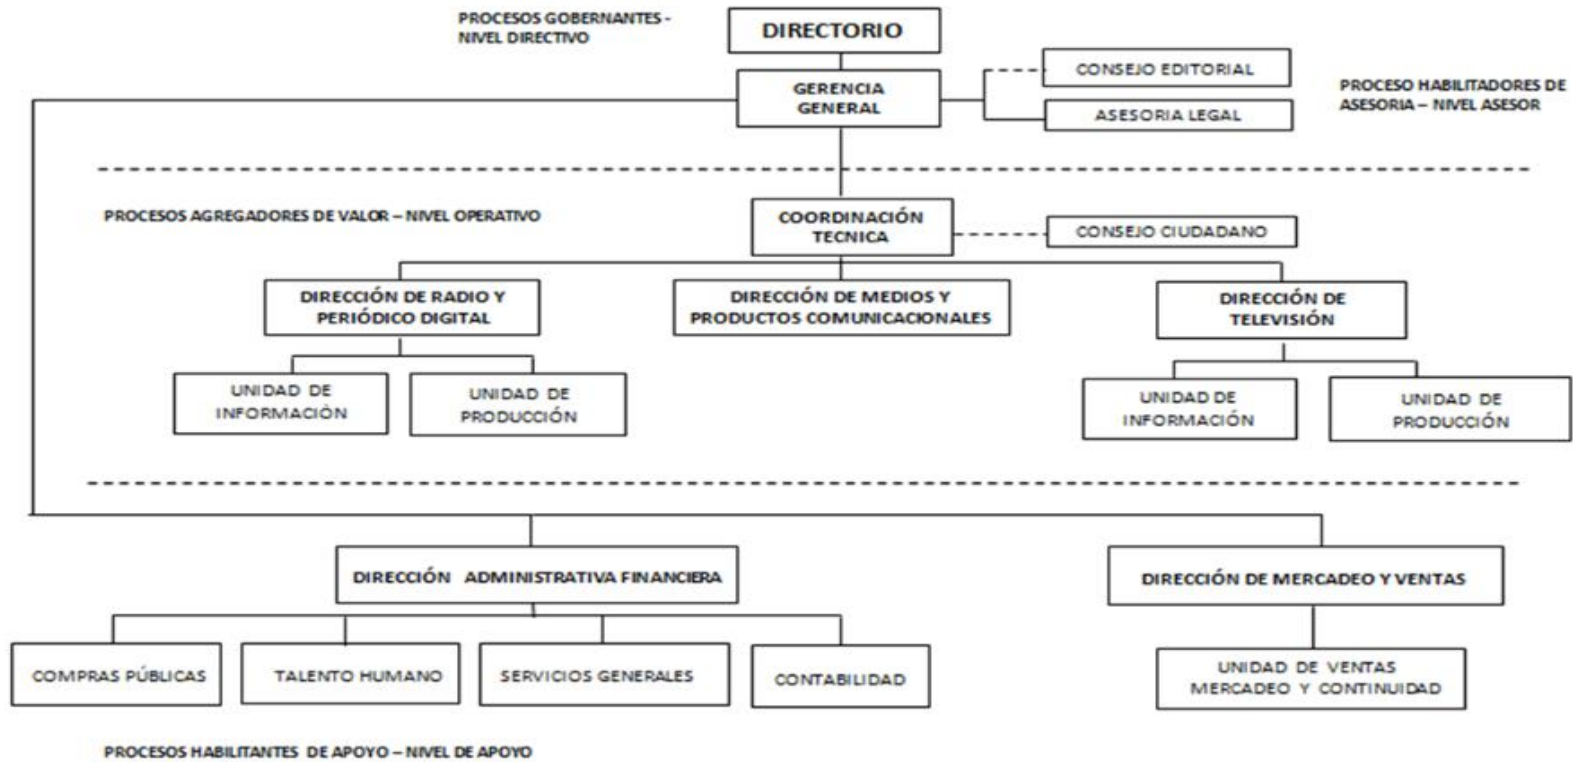 PROCESOS GOBERNANTES -
NIVEL DIRECTIVO
DIRECTORIO
GERENCIA
GENERAL
CONSEJO EDITORIAL
ASESORIA LEGAL
PROCESO HABILITADORES DE
ASESORIA – NIVEL ASESOR
PROCESOS AGREGADORES DE VALOR – NIVEL OPERATIVO
COORDINACIÓN
TECNICA
CONSEJO CIUDADANO
DIRECCIÓN DE RADIO Y
PERIÓDICO DIGITAL
DIRECCIÓN DE MEDIOS Y
PRODUCTOS COMUNICACIONALES
DIRECCIÓN DE
TELEVISIÓN
UNIDAD DE
INFORMACIÒN
UNIDAD DE
PRODUCCIÓN
UNIDAD DE
INFORMACIÓN
UNIDAD DE
PRODUCCIÓN
DIRECCIÓN ADMINISTRATIVA FINANCIERA
DIRECCIÓN DE MERCADEO Y VENTAS
COMPRAS PÚBLICAS
TALENTO HUMANO
SERVICIOS GENERALES
CONTABILIDAD
UNIDAD DE VENTAS
MERCADEO Y CONTINUIDAD
PROCESOS HABILITANTES DE APOYO – NIVEL DE APOYO